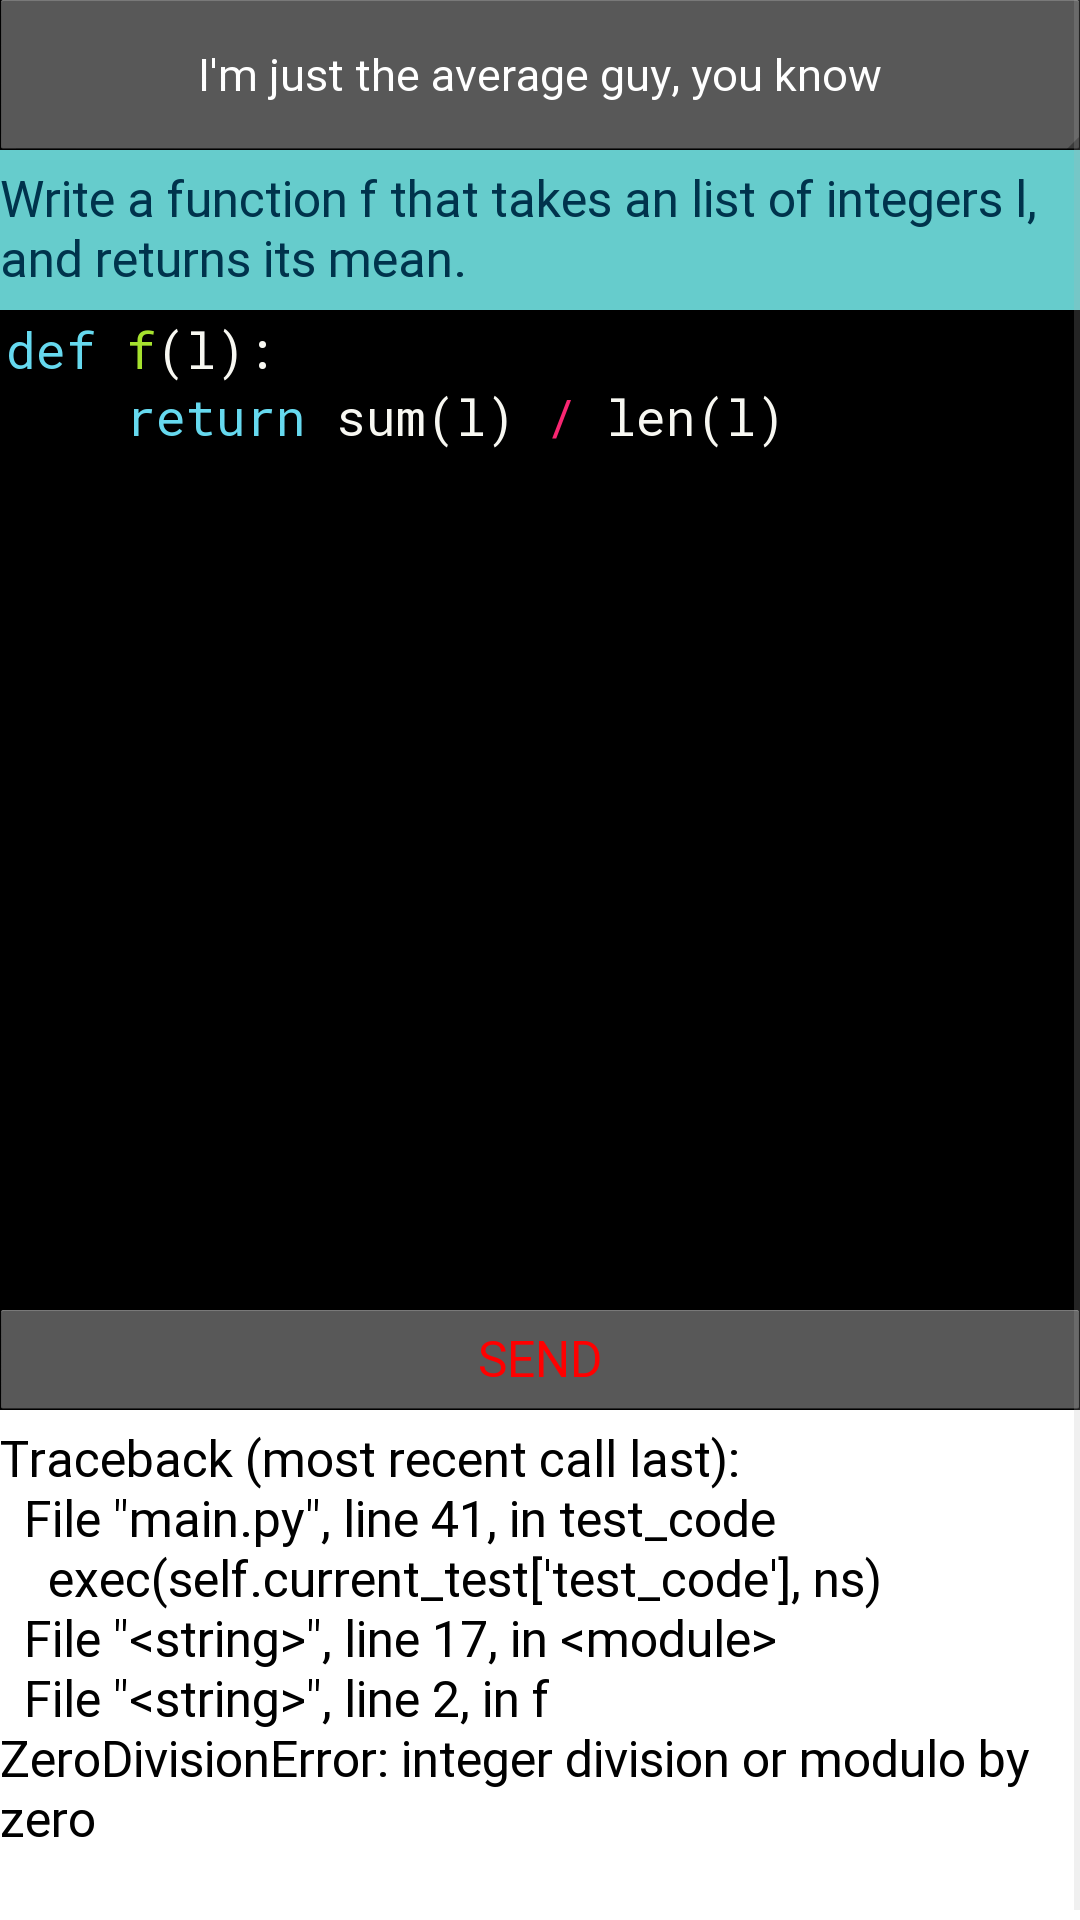 I'm just the average guy, you know
Write a function f that takes an list of integers l,
and returns its mean.
def f(l):
    return sum(l) / len(l)
SEND
Traceback (most recent call last):
  File "main.py", line 41, in test_code
    exec(self.current_test['test_code'], ns)
  File "<string>", line 17, in <module>
  File "<string>", line 2, in f
ZeroDivisionError: integer division or modulo by
zero